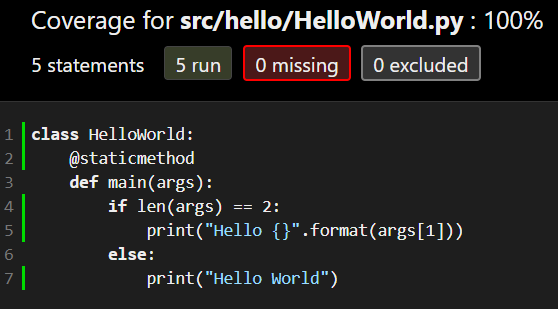 Coverage for src/hello/HelloWorld.py : 100%
5 statements 5 run 0 missing 0 excluded
1 class HelloWorld:
2     @staticmethod
3     def main(args):
4         if len(args) == 2:
5             print("Hello {}".format(args[1]))
6         else:
7             print("Hello World")